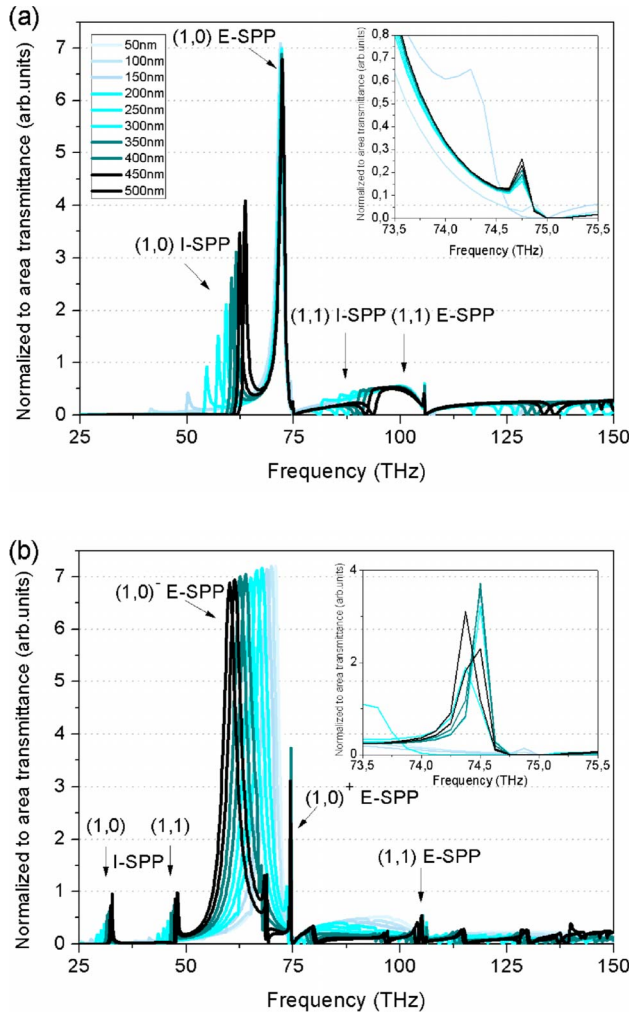 (a)
Normalized to area transmittance (arb.units)
7
6
5
4
3
2
1
0
50nm
100nm
150nm
200nm
250nm
300nm
350nm
400nm
450nm
500nm
(1,0) E-SPP
(1,0) I-SPP
(1,1) I-SPP (1,1) E-SPP
Normalized to area transmittance (arb.units)
0,8
0,7
0,6
0,5
0,4
0,3
0,2
0,1
0,0
73,5 74,0 74,5 75,0 75,5
Frequency (THz)
25 50 75 100 125 150
Frequency (THz)
(b)
Normalized to area transmittance (arb.units)
7
6
5
4
3
2
1
0
(1,0)⁻ E-SPP
(1,0) (1,1)
I-SPP
(1,0)⁺ E-SPP
(1,1) E-SPP
Normalized to area transmittance (arb.units)
4
2
0
73,5 74,0 74,5 75,0 75,5
Frequency (THz)
25 50 75 100 125 150
Frequency (THz)